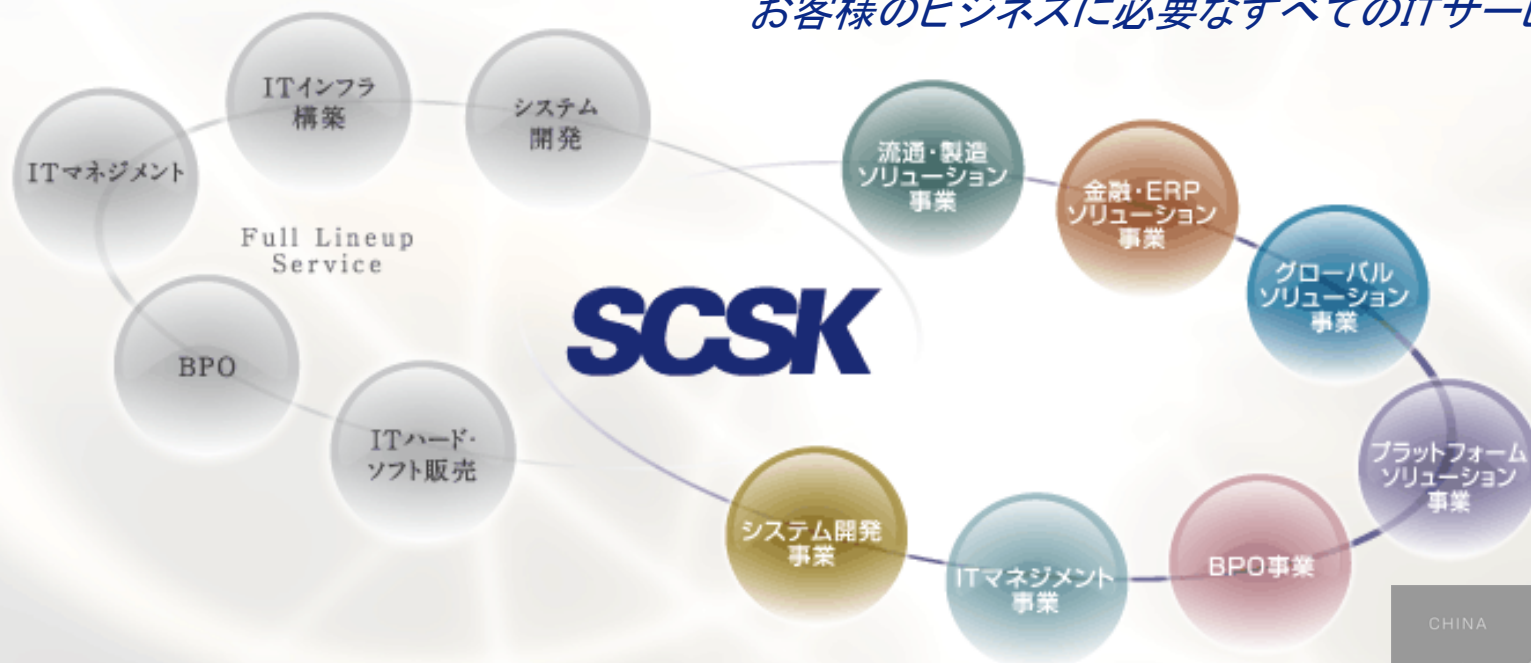 お客様のビジネスに必要なすべてのITサー
ITインフラ
構築
システム
開発
ITマネジメント
Full Lineup
Service
BPO
ITハード・
ソフト販売
SCSK
流通・製造
ソリューション
事業
金融・ERP
ソリューション
事業
グローバル
ソリューション
事業
プラットフォーム
ソリューション
事業
BPO事業
ITマネジメント
事業
システム開発
事業
CHINA